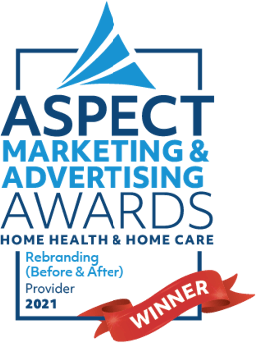 ASPECT
MARKETING &
ADVERTISING
AWARDS
HOME HEALTH & HOME CARE
Rebranding
(Before & After)
Provider
2021
WINNER